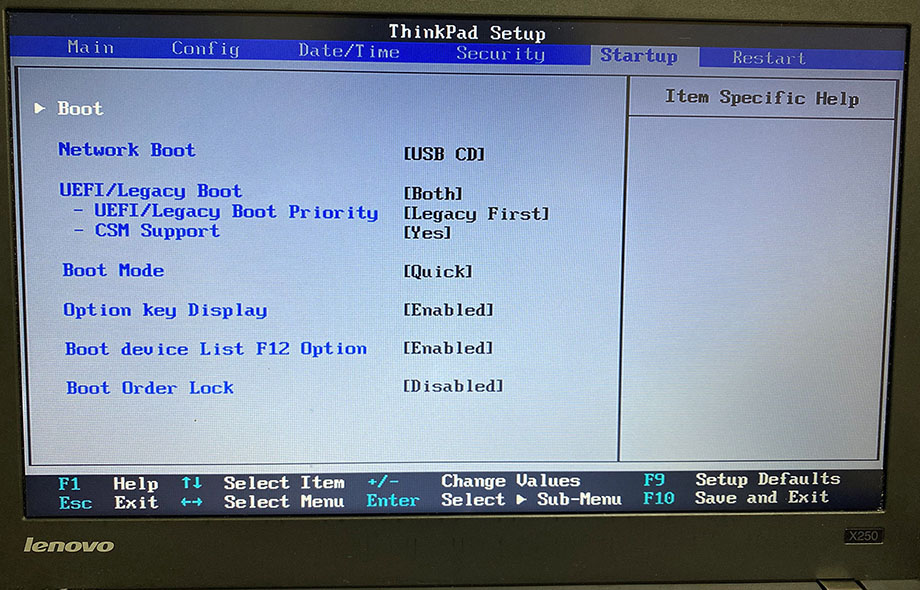 ThinkPad Setup
Main Config Date/Time Security Startup Restart
Item Specific Help
Boot
Network Boot [USB CD]
UEFI/Legacy Boot [Both]
- UEFI/Legacy Boot Priority [Legacy First]
- CSM Support [Yes]
Boot Mode [Quick]
Option key Display [Enabled]
Boot device List F12 Option [Enabled]
Boot Order Lock [Disabled]
F1 Help ↑↓ Select Item +/- Change Values F9 Setup Defaults
Esc Exit ←→ Select Menu Enter Select ▶ Sub-Menu F10 Save and Exit
lenovo X250